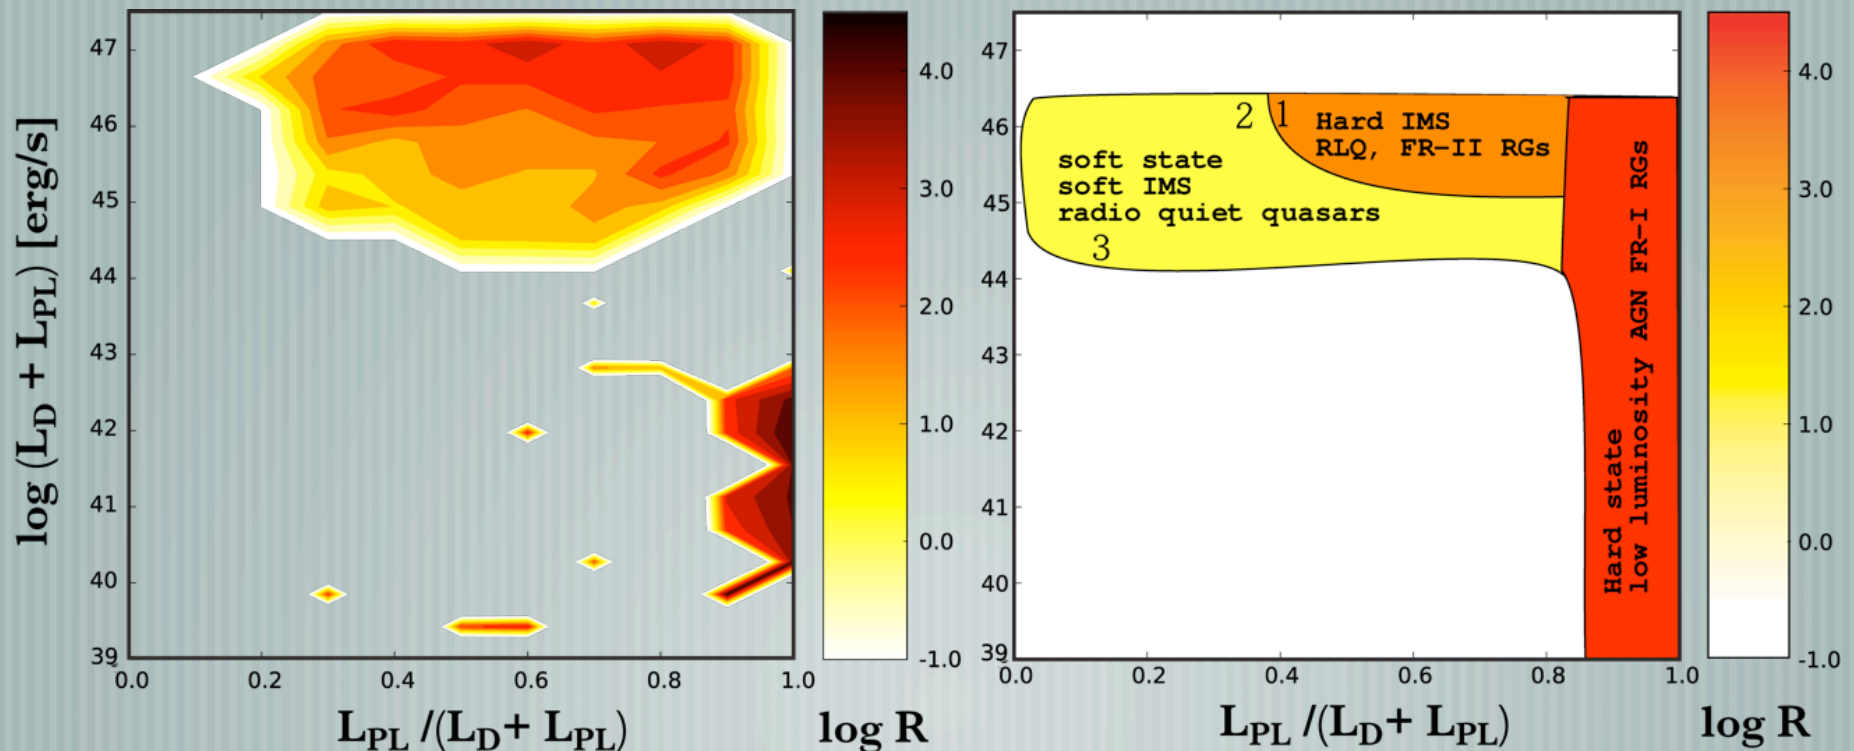 log (L_D + L_PL) [erg/s]
47
46
45
44
43
42
41
40
39
0.0 0.2 0.4 0.6 0.8 1.0
L_PL /(L_D+ L_PL)
4.0
3.0
2.0
1.0
0.0
-1.0
log R
47
46
45
44
43
42
41
40
39
0.0 0.2 0.4 0.6 0.8 1.0
L_PL /(L_D+ L_PL)
2
1
Hard IMS
RLQ, FR-II RGs
soft state
soft IMS
radio quiet quasars
3
Hard state
low luminosity AGN FR-I RGs
4.0
3.0
2.0
1.0
0.0
-1.0
log R